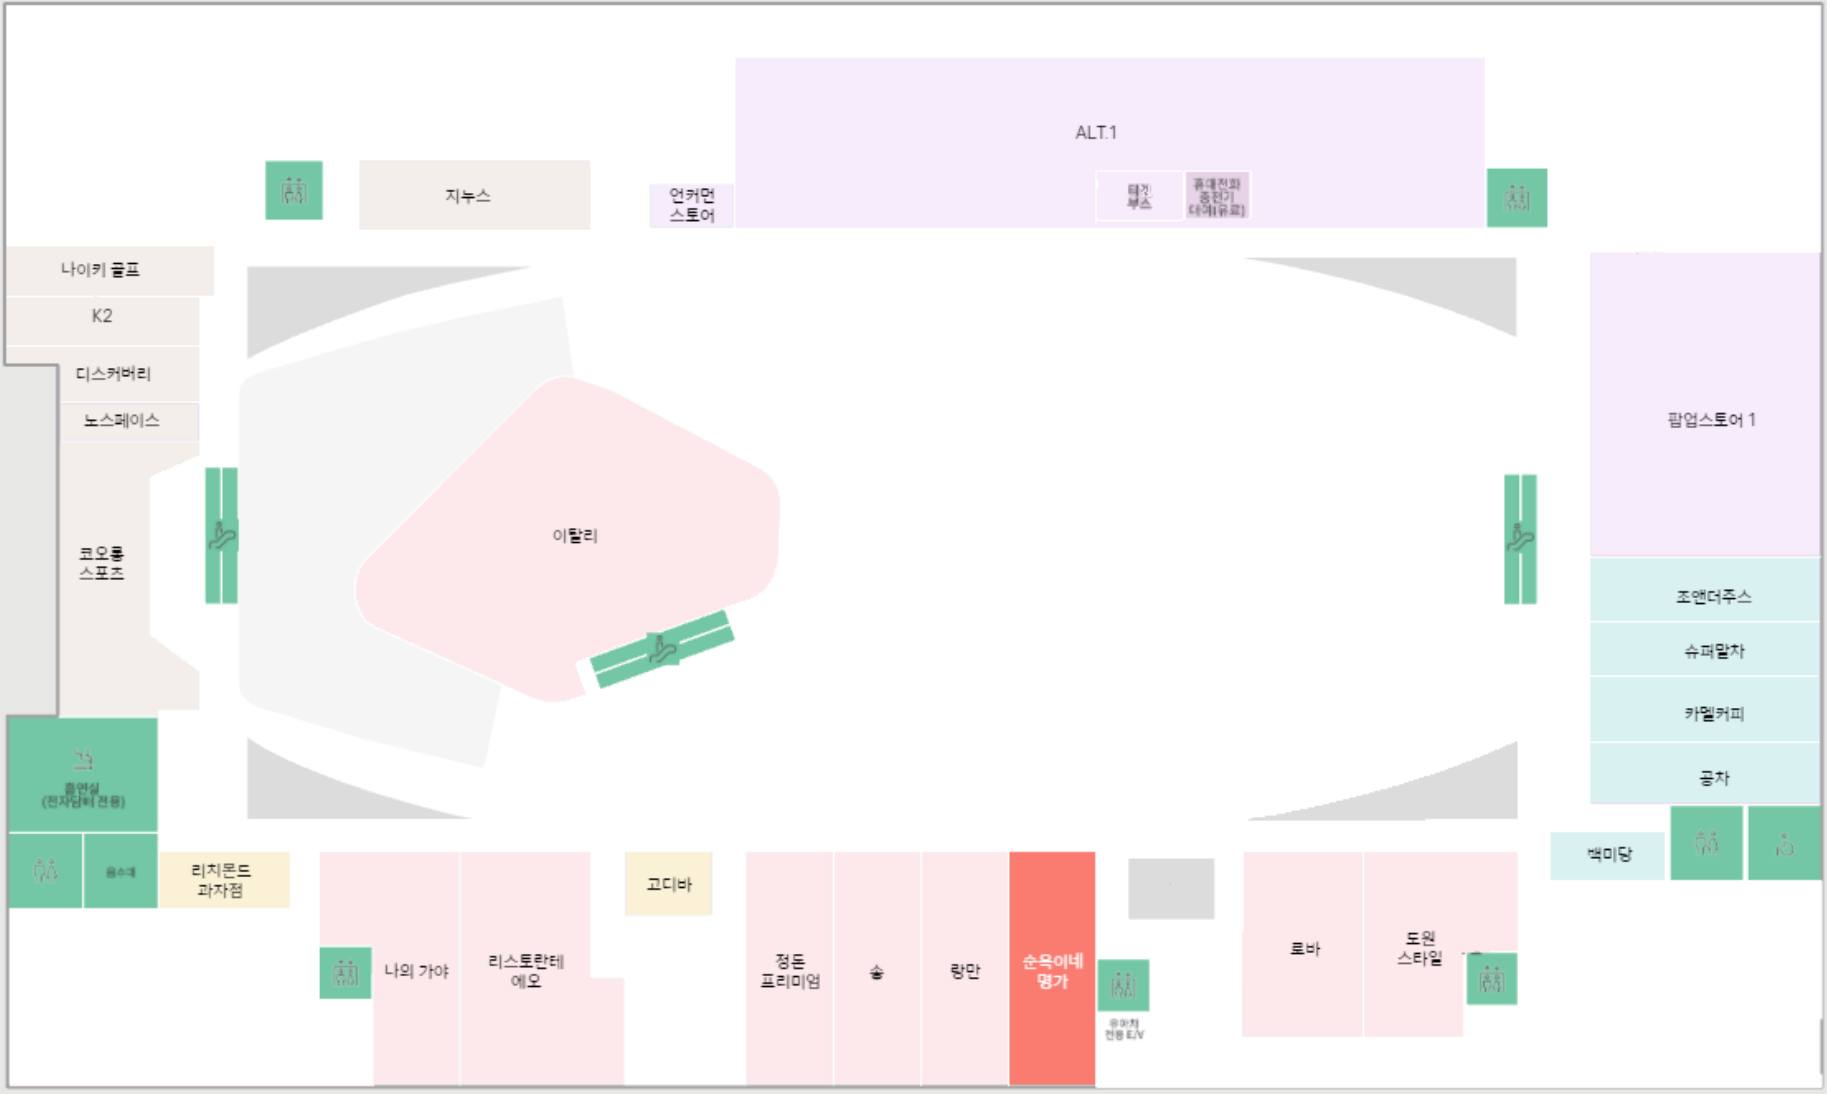 ALT.1
지누스
언커먼
스토어
티켓
부스
휴대전화
충전기
대여(유료)
나이키 골프
K2
디스커버리
노스페이스
코오롱
스포츠
이탈리
팝업스토어 1
조앤더주스
슈퍼말차
카멜커피
공차
백미당
흡연실
(전자담배 전용)
음수대
리치몬드
과자점
나의 가야
리스토란테
에오
고디바
정돈
프리미엄
송
랑만
순옥이네
명가
유아차
전용 E/V
로바
도원
스타일